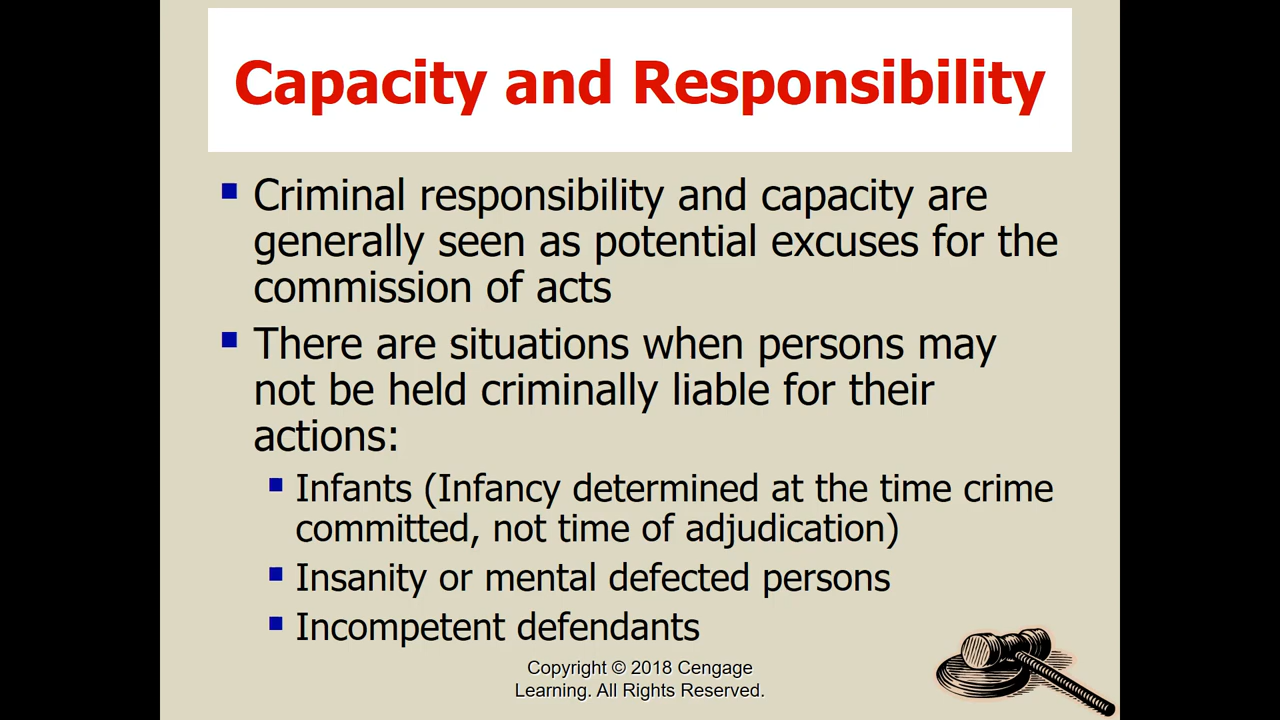 Capacity and Responsibility
Criminal responsibility and capacity are
generally seen as potential excuses for the
commission of acts
There are situations when persons may
not be held criminally liable for their
actions:
Infants (Infancy determined at the time crime
committed, not time of adjudication)
Insanity or mental defected persons
Incompetent defendants
Copyright © 2018 Cengage
Learning. All Rights Reserved.